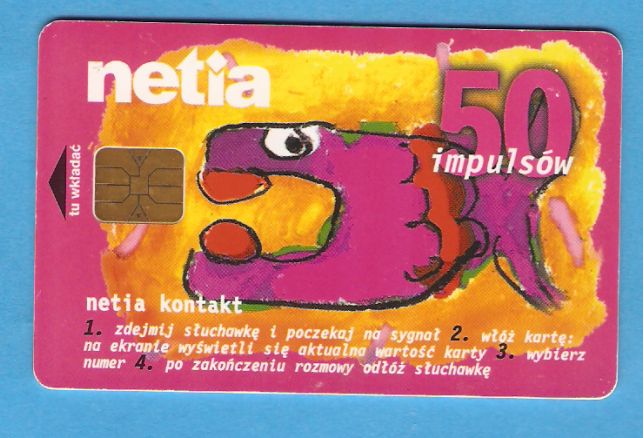 netia
50
impulsów
tu wkładać
netia kontakt
1. zdejmij słuchawkę i poczekaj na sygnał 2. włóż kartę:
na ekranie wyświetli się aktualna wartość karty 3. wybierz
numer 4. po zakończeniu rozmowy odłóż słuchawkę